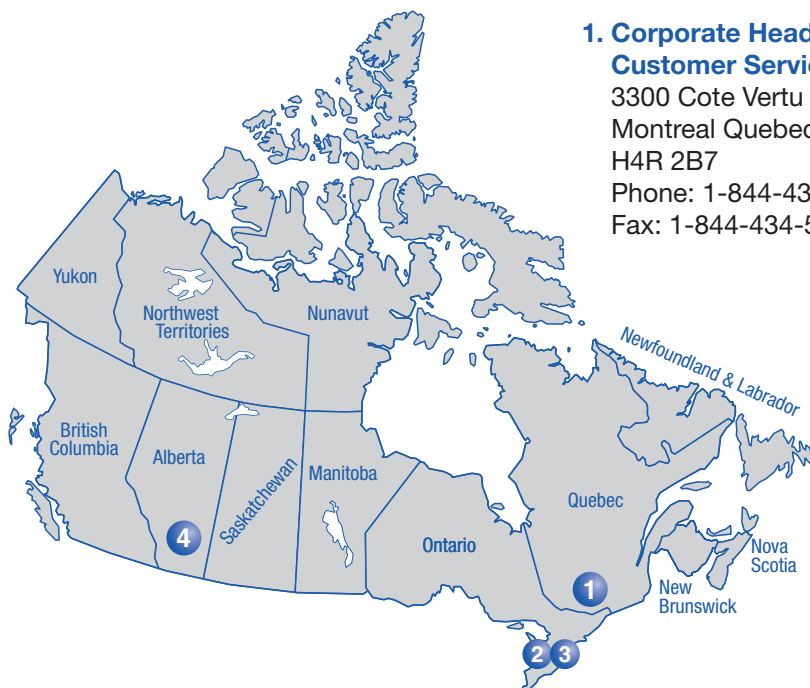 1. Corporate Head
Customer Servi
3300 Cote Vertu
Montreal Quebec
H4R 2B7
Phone: 1-844-43
Fax: 1-844-434-5
Yukon
Northwest
Territories
Nunavut
Newfoundland & Labrador
British
Columbia
Alberta
Saskatchewan
Manitoba
Ontario
Quebec
4
1
Nova
Scotia
New
Brunswick
2 3